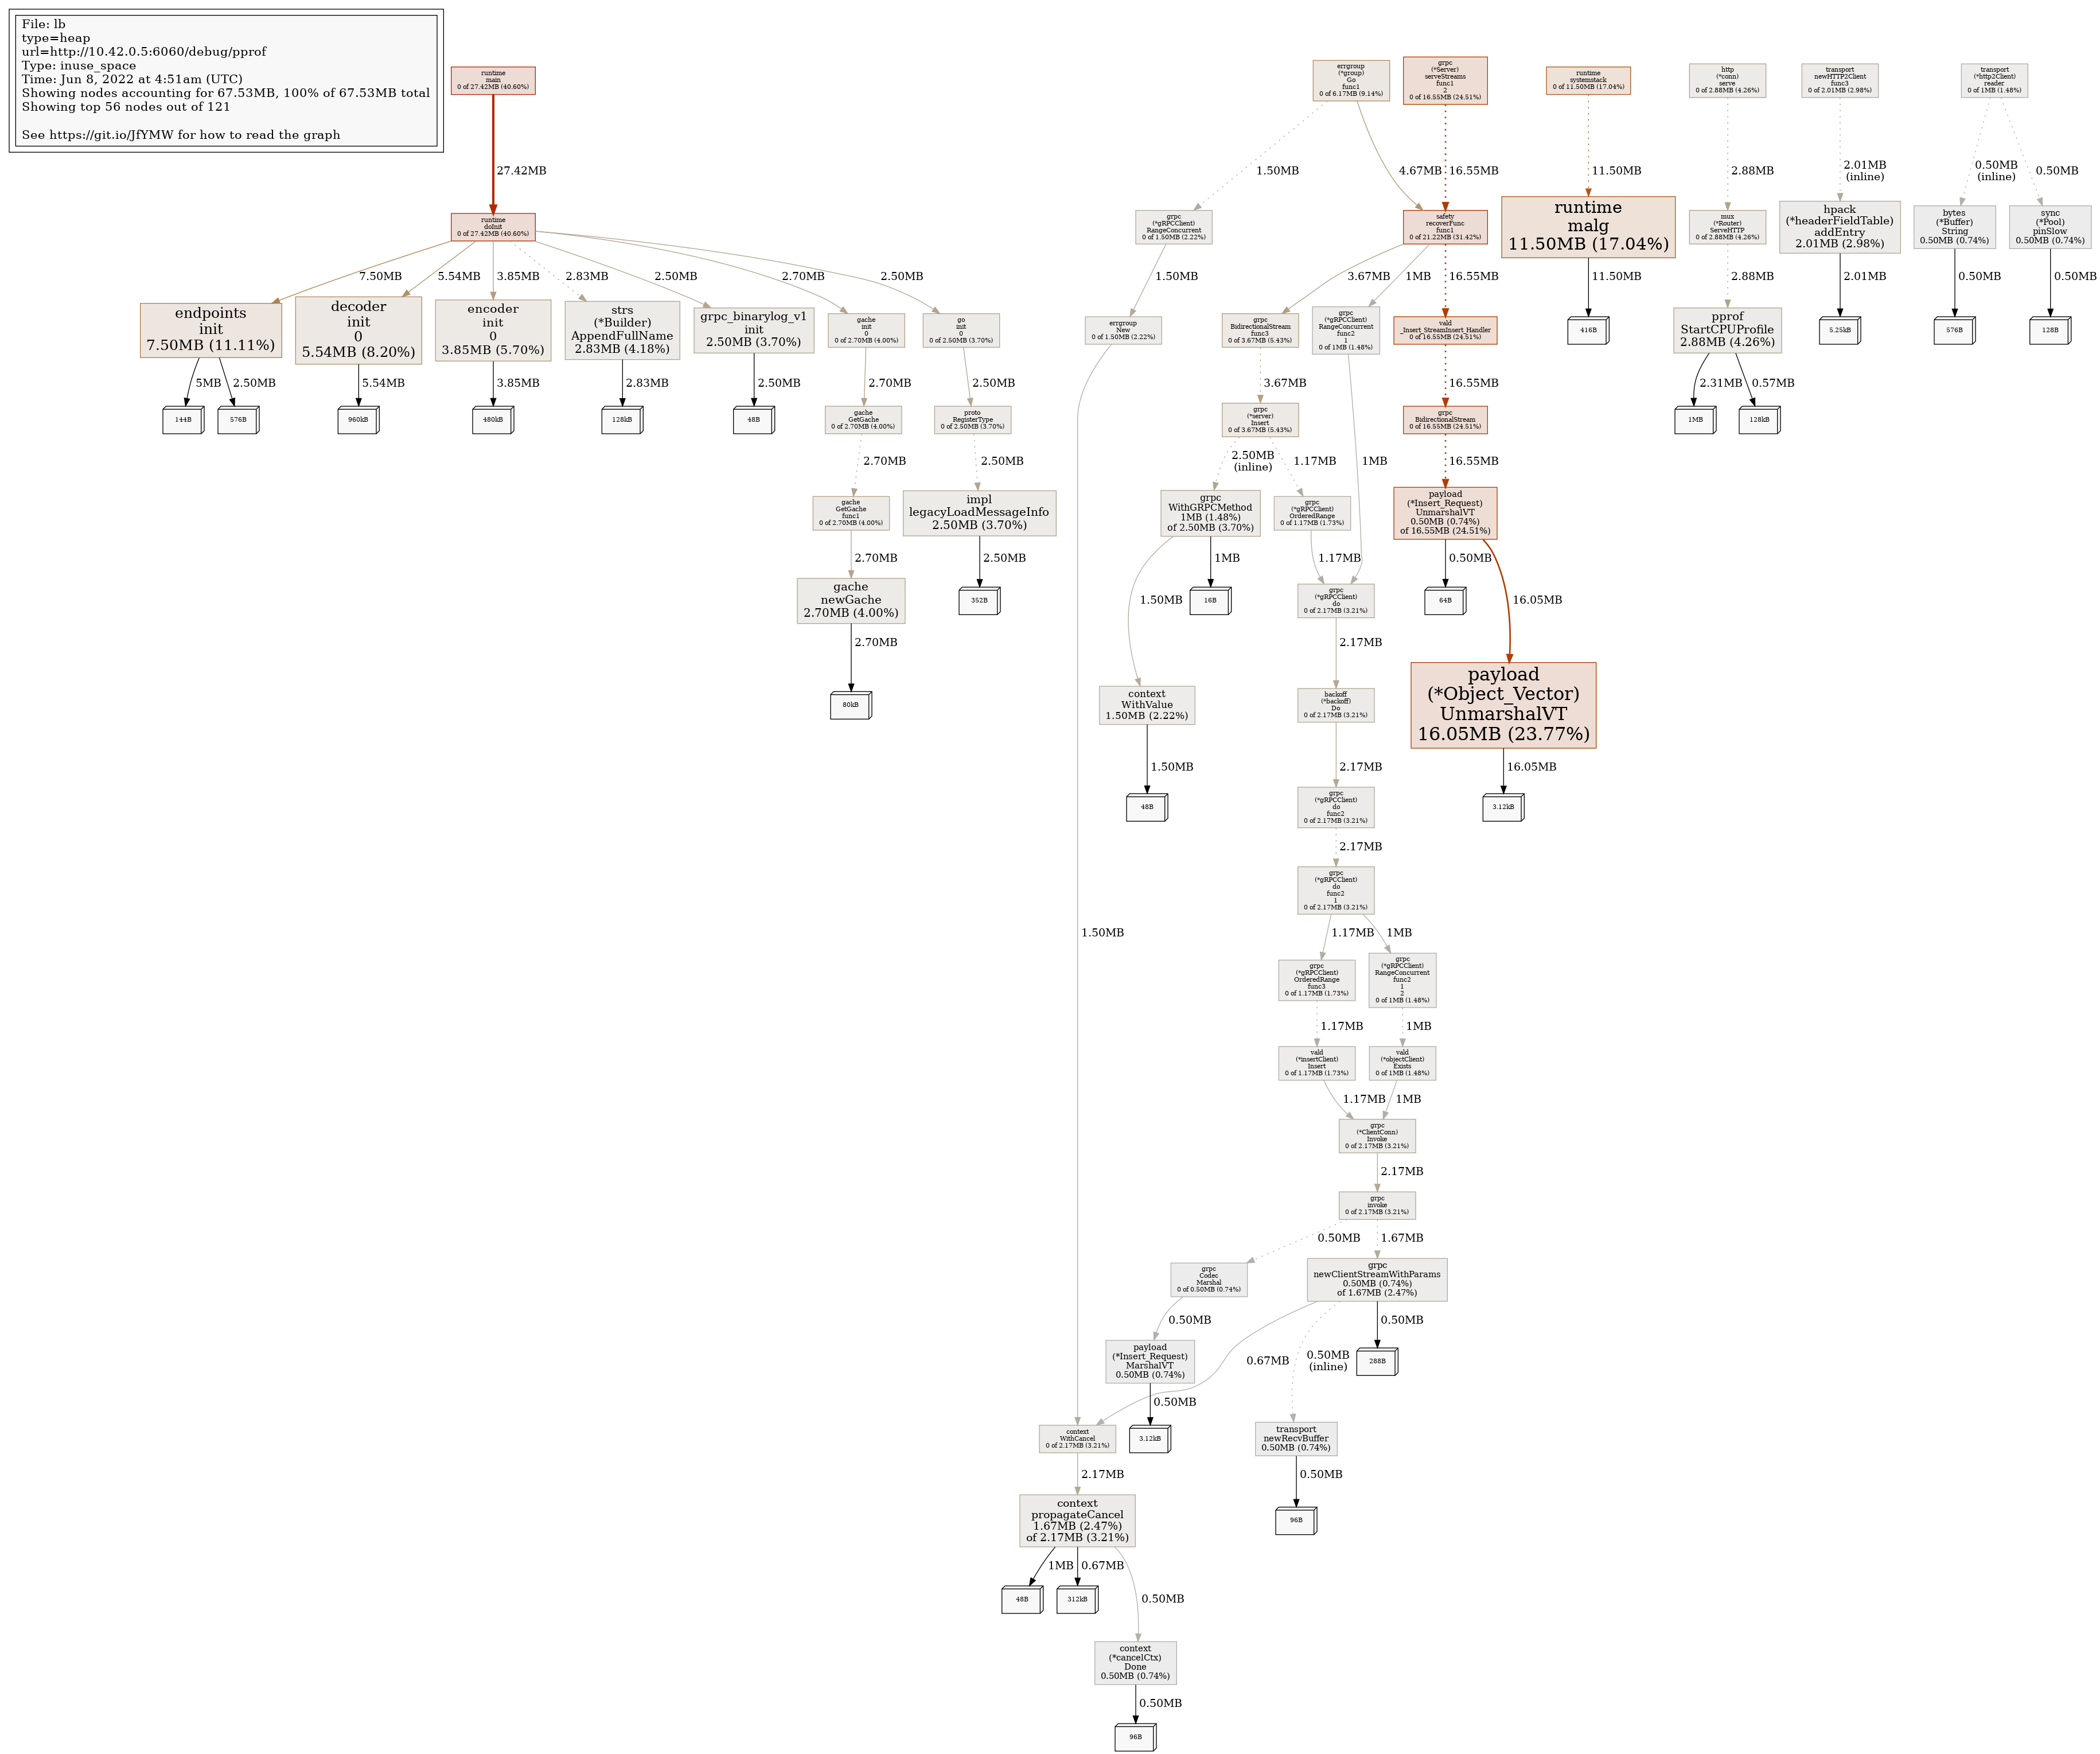 File: lb
type=heap
url=http://10.42.0.5:6060/debug/pprof
Type: inuse_space
Time: Jun 8, 2022 at 4:51am (UTC)
Showing nodes accounting for 67.53MB, 100% of 67.53MB total
Showing top 56 nodes out of 121
See https://git.io/JfYMW for how to read the graph
runtime
main
0 of 27.42MB (40.60%)
errgroup
(*group)
Go
func1
0 of 6.17MB (9.14%)
grpc
(*Server)
serveStreams
func1
2
0 of 16.55MB (24.51%)
runtime
systemstack
0 of 11.50MB (17.04%)
http
(*conn)
serve
0 of 2.88MB (4.26%)
transport
newHTTP2Client
func3
0 of 2.01MB (2.98%)
transport
(*http2Client)
reader
0 of 1MB (1.48%)
27.42MB
1.50MB
4.67MB
16.55MB
11.50MB
2.88MB
2.01MB
(inline)
0.50MB
(inline)
0.50MB
runtime
doInit
0 of 27.42MB (40.60%)
grpc
(*gRPCClient)
RangeConcurrent
0 of 1.50MB (2.22%)
safety
recoverFunc
func1
0 of 21.22MB (31.42%)
runtime
malg
11.50MB (17.04%)
mux
(*Router)
ServeHTTP
0 of 2.88MB (4.26%)
hpack
(*headerFieldTable)
addEntry
2.01MB (2.98%)
bytes
(*Buffer)
String
0.50MB (0.74%)
sync
(*Pool)
pinSlow
0.50MB (0.74%)
7.50MB
5.54MB
3.85MB
2.83MB
2.50MB
2.70MB
2.50MB
1.50MB
3.67MB
1MB
16.55MB
11.50MB
2.88MB
2.01MB
0.50MB
0.50MB
endpoints
init
7.50MB (11.11%)
decoder
init
0
5.54MB (8.20%)
encoder
init
0
3.85MB (5.70%)
strs
(*Builder)
AppendFullName
2.83MB (4.18%)
grpc_binarylog_v1
init
2.50MB (3.70%)
gache
init
0
0 of 2.70MB (4.00%)
go
init
0
0 of 2.50MB (3.70%)
errgroup
New
0 of 1.50MB (2.22%)
grpc
BidirectionalStream
func3
0 of 3.67MB (5.43%)
grpc
(*gRPCClient)
RangeConcurrent
func2
1
0 of 1MB (1.48%)
vald
_Insert_StreamInsert_Handler
0 of 16.55MB (24.51%)
416B
pprof
StartCPUProfile
2.88MB (4.26%)
5.25kB
576B
128B
5MB
2.50MB
5.54MB
3.85MB
2.83MB
2.50MB
2.70MB
2.50MB
3.67MB
16.55MB
2.31MB
0.57MB
144B
576B
960kB
480kB
128kB
48B
gache
GetGache
0 of 2.70MB (4.00%)
proto
RegisterType
0 of 2.50MB (3.70%)
grpc
(*server)
Insert
0 of 3.67MB (5.43%)
grpc
BidirectionalStream
0 of 16.55MB (24.51%)
1MB
128kB
2.70MB
2.50MB
2.50MB
(inline)
1.17MB
1MB
16.55MB
gache
GetGache
func1
0 of 2.70MB (4.00%)
impl
legacyLoadMessageInfo
2.50MB (3.70%)
grpc
WithGRPCMethod
1MB (1.48%)
of 2.50MB (3.70%)
grpc
(*gRPCClient)
OrderedRange
0 of 1.17MB (1.73%)
payload
(*Insert_Request)
UnmarshalVT
0.50MB (0.74%)
of 16.55MB (24.51%)
2.70MB
2.50MB
1MB
1.17MB
0.50MB
gache
newGache
2.70MB (4.00%)
352B
1.50MB
16B
grpc
(*gRPCClient)
do
0 of 2.17MB (3.21%)
64B
16.05MB
2.70MB
2.17MB
80kB
context
WithValue
1.50MB (2.22%)
backoff
(*backoff)
Do
0 of 2.17MB (3.21%)
payload
(*Object_Vector)
UnmarshalVT
16.05MB (23.77%)
1.50MB
2.17MB
16.05MB
48B
grpc
(*gRPCClient)
do
func2
0 of 2.17MB (3.21%)
3.12kB
2.17MB
grpc
(*gRPCClient)
do
func2
1
0 of 2.17MB (3.21%)
1.50MB
1.17MB
1MB
grpc
(*gRPCClient)
OrderedRange
func3
0 of 1.17MB (1.73%)
grpc
(*gRPCClient)
RangeConcurrent
func2
1
2
0 of 1MB (1.48%)
1.17MB
1MB
vald
(*insertClient)
Insert
0 of 1.17MB (1.73%)
vald
(*objectClient)
Exists
0 of 1MB (1.48%)
1.17MB
1MB
grpc
(*ClientConn)
Invoke
0 of 2.17MB (3.21%)
2.17MB
grpc
invoke
0 of 2.17MB (3.21%)
0.50MB
1.67MB
grpc
Codec
Marshal
0 of 0.50MB (0.74%)
grpc
newClientStreamWithParams
0.50MB (0.74%)
of 1.67MB (2.47%)
0.50MB
0.50MB
payload
(*Insert_Request)
MarshalVT
0.50MB (0.74%)
0.67MB
0.50MB
(inline)
288B
0.50MB
context
WithCancel
0 of 2.17MB (3.21%)
3.12kB
transport
newRecvBuffer
0.50MB (0.74%)
2.17MB
0.50MB
context
propagateCancel
1.67MB (2.47%)
of 2.17MB (3.21%)
96B
1MB
0.67MB
0.50MB
48B
312kB
context
(*cancelCtx)
Done
0.50MB (0.74%)
0.50MB
96B